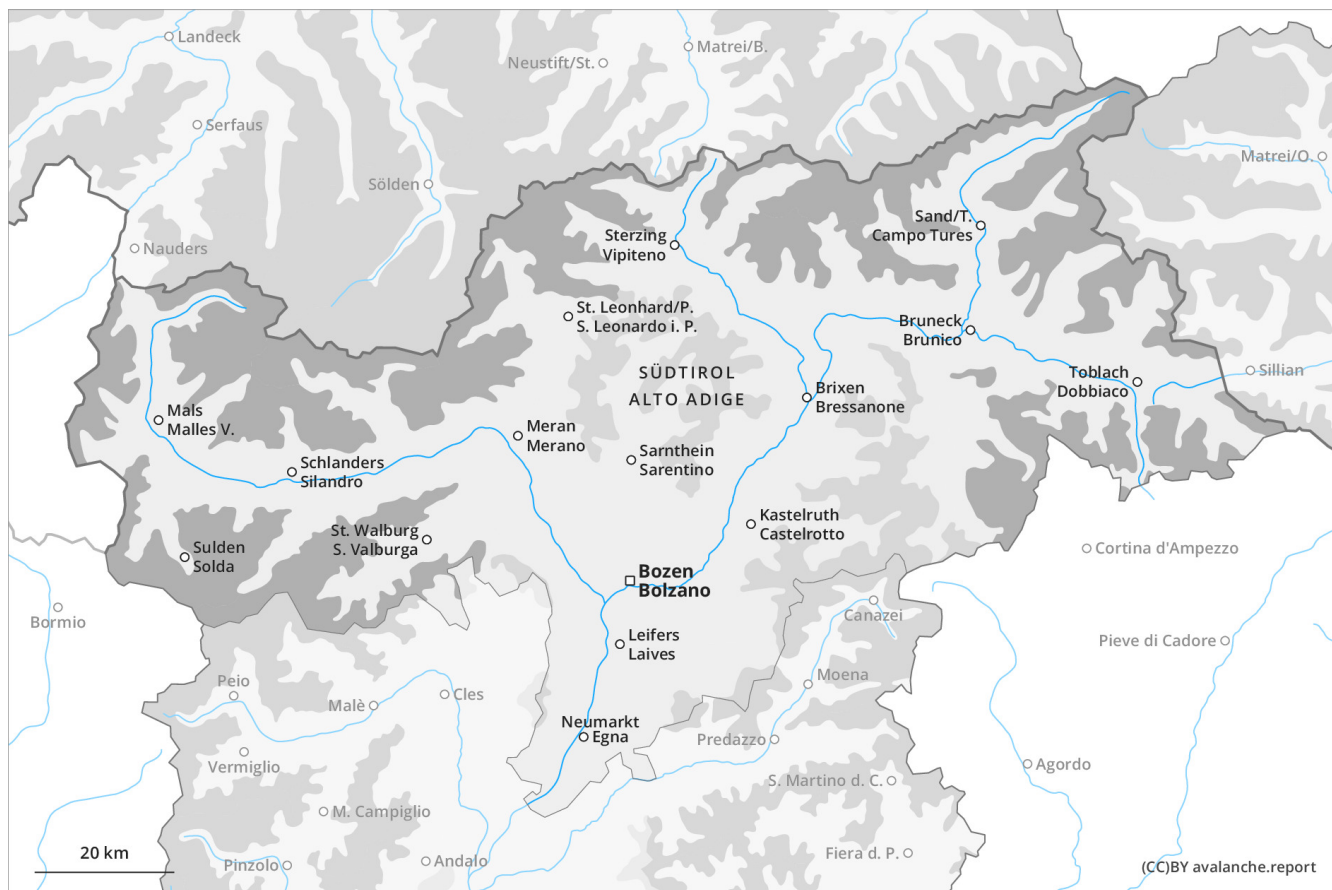 Landeck
Matrei/B.
Neustift/St.
Serfaus
Matrei/O.
Sölden
Sand/T.
Campo Tures
Nauders
Sterzing
Vipiteno
St. Leonhard/P.
S. Leonardo i. P.
Bruneck
Brunico
SÜDTIROL
ALTO ADIGE
Toblach
Dobbiaco
Sillian
Brixen
Bressanone
Mals
Malles V.
Meran
Merano
Sarnthein
Sarentino
Schlanders
Silandro
Kastelruth
Castelrotto
St. Walburg
S. Valburga
Sulden
Solda
Cortina d'Ampezzo
Bozen
Bolzano
Bormio
Canazei
Leifers
Laives
Pieve di Cadore
Peio
Moena
Malè
Cles
Neumarkt
Egna
Predazzo
Vermiglio
Agordo
S. Martino d. C.
M. Campiglio
20 km
Pinzolo
Andalo
Fiera d. P.
(CC)BY avalanche.report